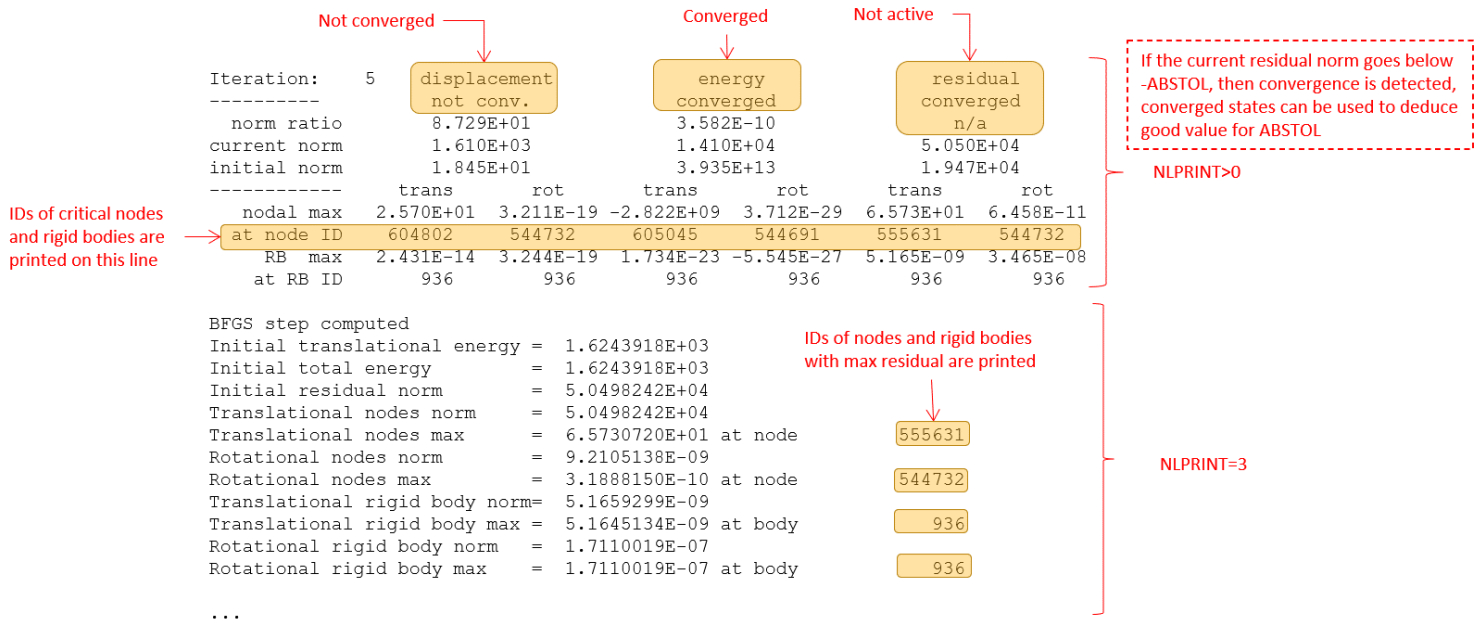 Not converged
Converged
Not active
If the current residual norm goes below
-ABSTOL, then convergence is detected,
converged states can be used to deduce
good value for ABSTOL
Iteration: 5 displacement energy residual
---------- not conv. converged converged
norm ratio 8.729E+01 3.582E-10 n/a
current norm 1.610E+03 1.410E+04 5.050E+04
initial norm 1.845E+01 3.935E+13 1.947E+04
NLPRINT>0
------------ trans rot trans rot trans rot
nodal max 2.570E+01 3.211E-19 -2.822E+09 3.712E-29 6.573E+01 6.458E-11
IDs of critical nodes
and rigid bodies are
printed on this line
at node ID 604802 544732 605045 544691 555631 544732
RB max 2.431E-14 3.244E-19 1.734E-23 -5.545E-27 5.165E-09 3.465E-08
at RB ID 936 936 936 936 936 936
BFGS step computed
Initial translational energy = 1.6243918E+03
Initial total energy = 1.6243918E+03
Initial residual norm = 5.0498242E+04
Translational nodes norm = 5.0498242E+04
IDs of nodes and rigid bodies
with max residual are printed
Translational nodes max = 6.5730720E+01 at node 555631
Rotational nodes norm = 9.2105138E-09
Rotational nodes max = 3.1888150E-10 at node 544732
Translational rigid body norm= 5.1659299E-09
Translational rigid body max = 5.1645134E-09 at body 936
Rotational rigid body norm = 1.7110019E-07
Rotational rigid body max = 1.7110019E-07 at body 936
NLPRINT=3
...